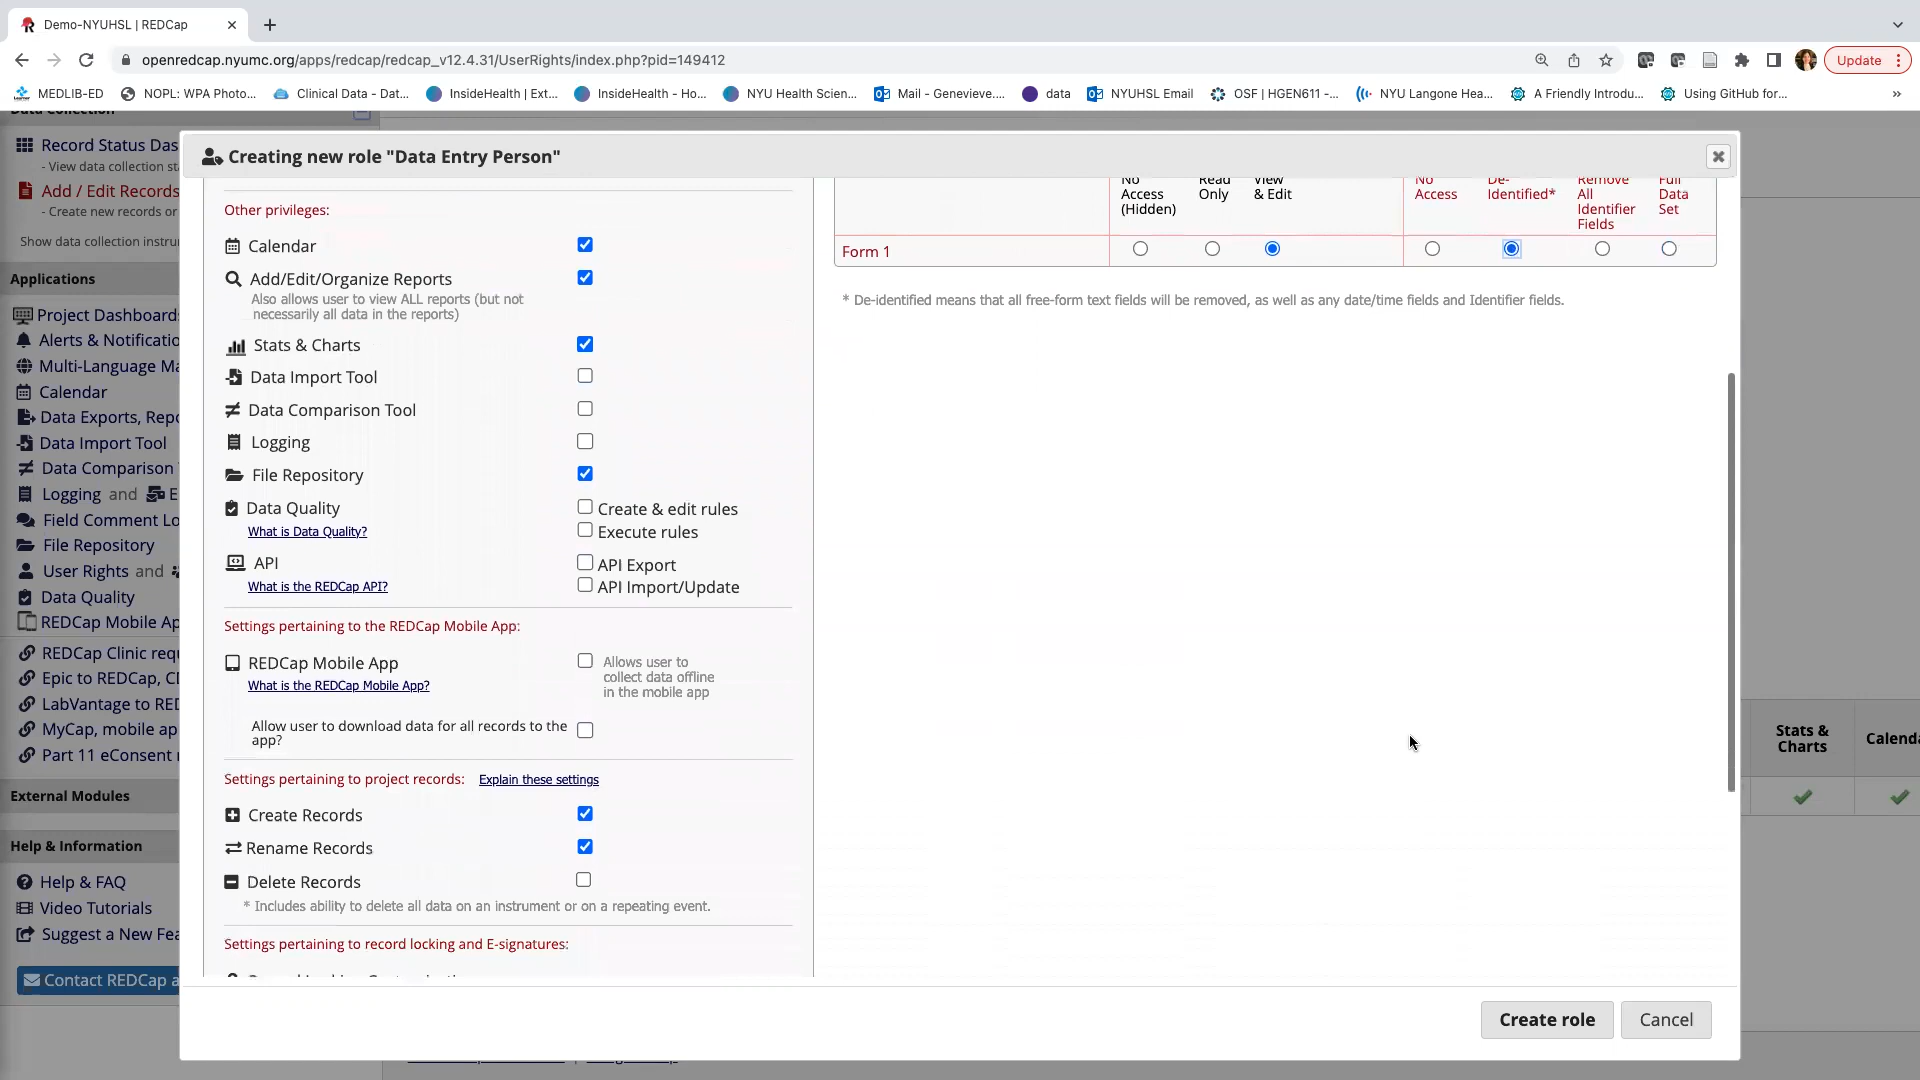 Demo-NYUHSL | REDCap
openredcap.nyumc.org/apps/redcap/redcap_v12.4.31/UserRights/index.php?pid=149412
Update
MEDLIB-ED
NOPL: WPA Photo...
Clinical Data - Dat...
InsideHealth | Ext...
InsideHealth - Ho...
NYU Health Scien...
Mail - Genevieve....
data
NYUHSL Email
OSF | HGEN611 -...
NYU Langone Hea...
A Friendly Introdu...
Using GitHub for...
»
Data Collection
Record Status Das
- View data collection st
Add / Edit Records
- Create new records or
Show data collection instru
Applications
Project Dashboard
Alerts & Notificatio
Multi-Language Ma
Calendar
Data Exports, Repo
Data Import Tool
Data Comparison
Logging and E
Field Comment Lo
File Repository
User Rights and
Data Quality
REDCap Mobile Ap
REDCap Clinic requ
Epic to REDCap, CD
LabVantage to RED
MyCap, mobile ap
Part 11 eConsent
External Modules
Help & Information
Help & FAQ
Video Tutorials
Suggest a New Fea
Contact REDCap a
Creating new role "Data Entry Person"
Other privileges:
Calendar
Add/Edit/Organize Reports
Also allows user to view ALL reports (but not
necessarily all data in the reports)
Stats & Charts
Data Import Tool
Data Comparison Tool
Logging
File Repository
Data Quality
Create & edit rules
What is Data Quality?
Execute rules
API
API Export
What is the REDCap API?
API Import/Update
Settings pertaining to the REDCap Mobile App:
REDCap Mobile App
What is the REDCap Mobile App?
Allows user to
collect data offline
in the mobile app
Allow user to download data for all records to the
app?
Settings pertaining to project records: Explain these settings
Create Records
Rename Records
Delete Records
* Includes ability to delete all data on an instrument or on a repeating event.
Settings pertaining to record locking and E-signatures:
No
Access
(Hidden)
Read
Only
View
& Edit
No
Access
De-
Identified*
Remove
All
Identifier
Fields
Full
Data
Set
Form 1
* De-identified means that all free-form text fields will be removed, as well as any date/time fields and Identifier fields.
Stats &
Charts
Calenda
Create role
Cancel